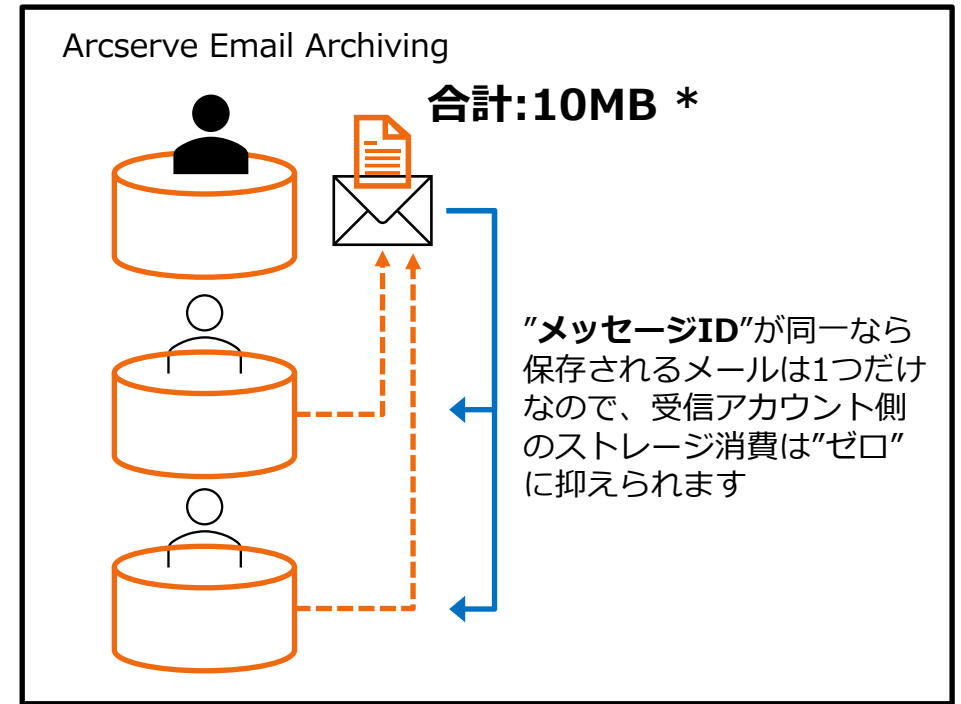 Arcserve Email Archiving
合計:10MB *
”メッセージID”が同一なら
保存されるメールは1つだけ
なので、受信アカウント側
のストレージ消費は”ゼロ”
に抑えられます